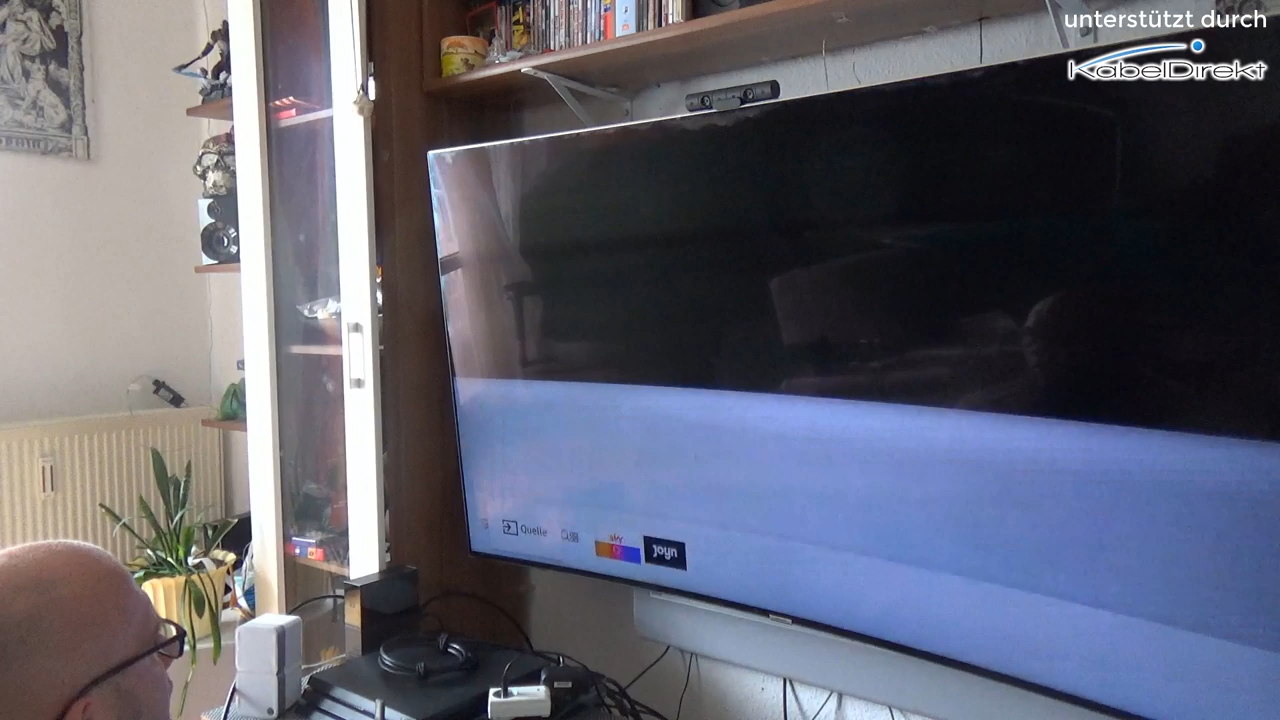 unterstützt durch
KabelDirekt
Quelle
sky
joyn